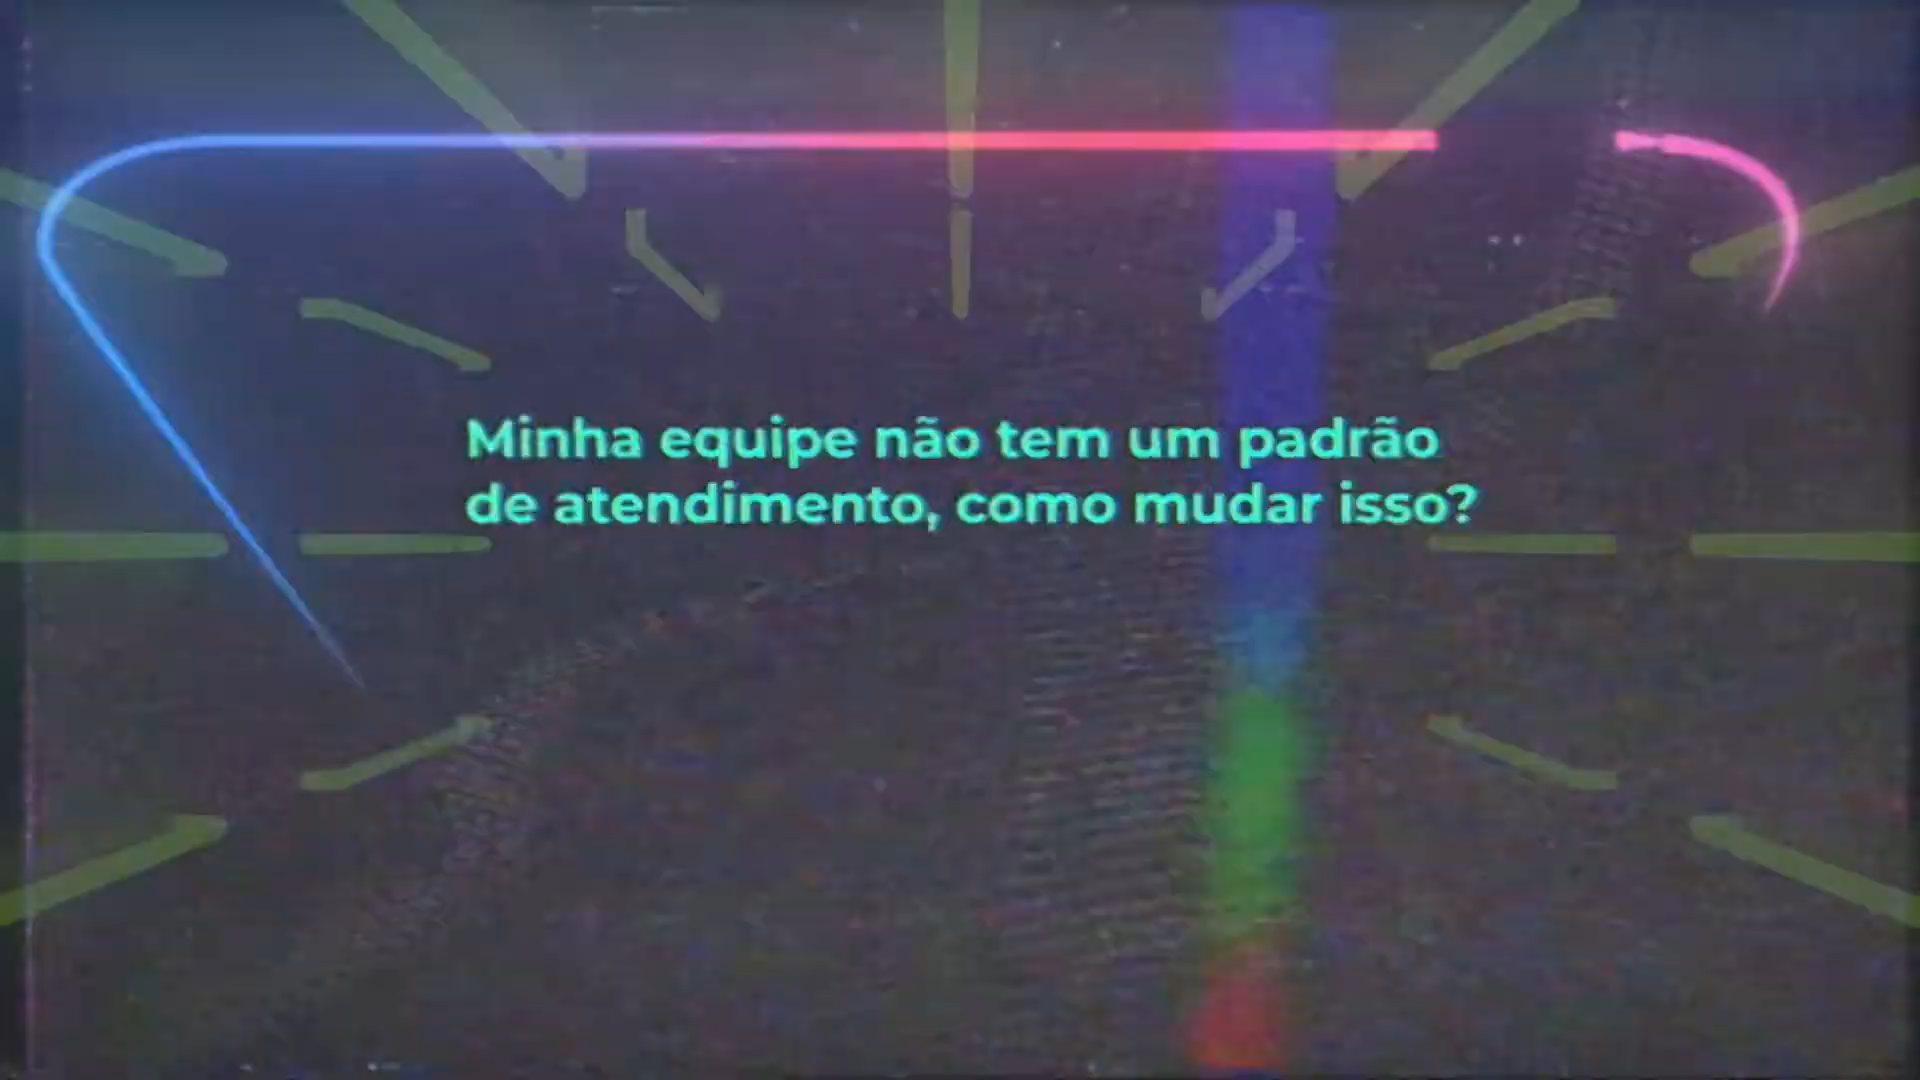 Minha equipe não tem um padrão
de atendimento, como mudar isso?